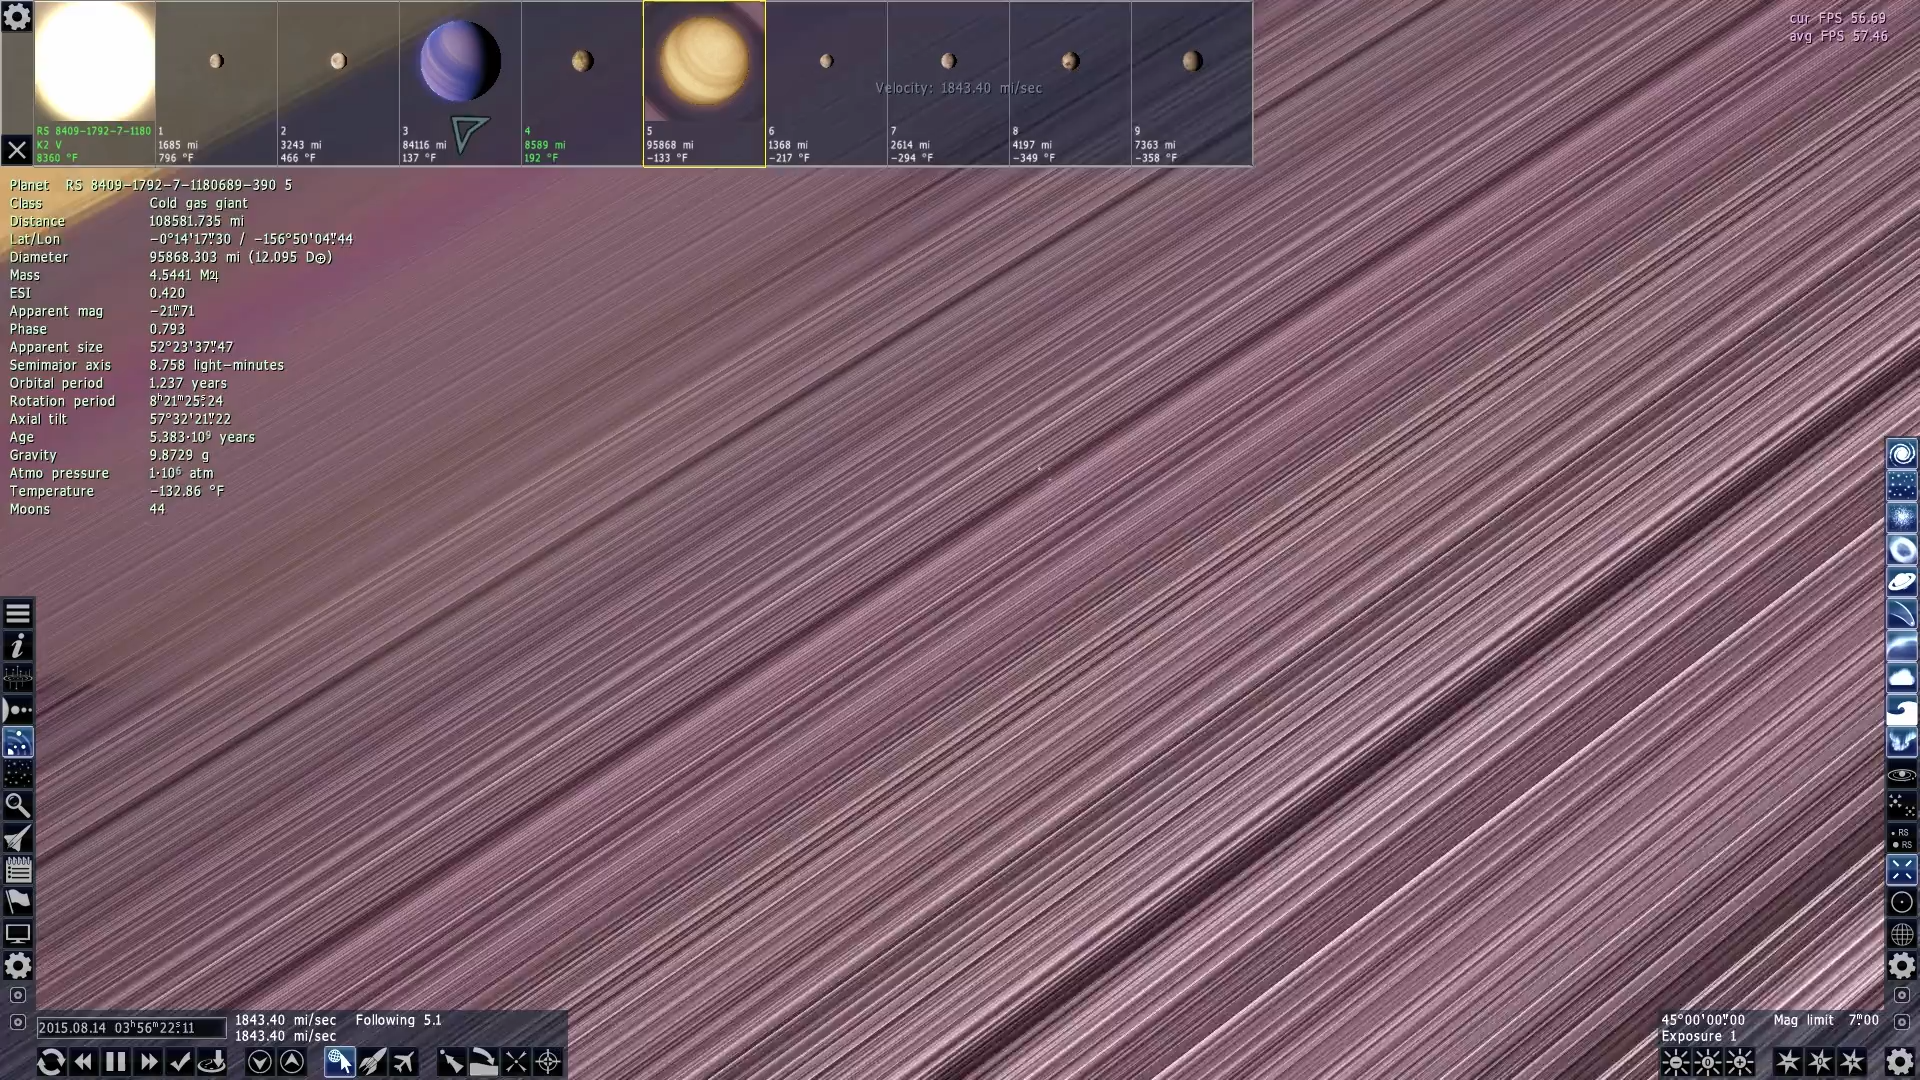 cur FPS 56.69
avg FPS 57.46
Velocity: 1843.40 mi/sec
RS 8409-1792-7-1180
K2 V
8360 °F
1
1685 mi
796 °F
2
3243 mi
466 °F
3
84116 mi
137 °F
4
8589 mi
192 °F
5
95868 mi
-133 °F
6
1368 mi
-217 °F
7
2614 mi
-294 °F
8
4197 mi
-349 °F
9
7363 mi
-358 °F
Planet RS 8409-1792-7-1180689-390 5
Class Cold gas giant
Distance 108581.735 mi
Lat/Lon -0°14'17"30 / -156°50'04"44
Diameter 95868.303 mi (12.095 D⊕)
Mass 4.5441 M♃
ESI 0.420
Apparent mag -21ᵐ71
Phase 0.793
Apparent size 52°23'37"47
Semimajor axis 8.758 light-minutes
Orbital period 1.237 years
Rotation period 8ʰ21ᵐ25ˢ24
Axial tilt 57°32'21"22
Age 5.383·10⁹ years
Gravity 9.8729 g
Atmo pressure 1·10⁶ atm
Temperature -132.86 °F
Moons 44
RS
RS
2015.08.14 03ʰ56ᵐ22ˢ11
1843.40 mi/sec Following 5.1
1843.40 mi/sec
45°00'00"00 Mag limit 7ᵐ00
Exposure 1